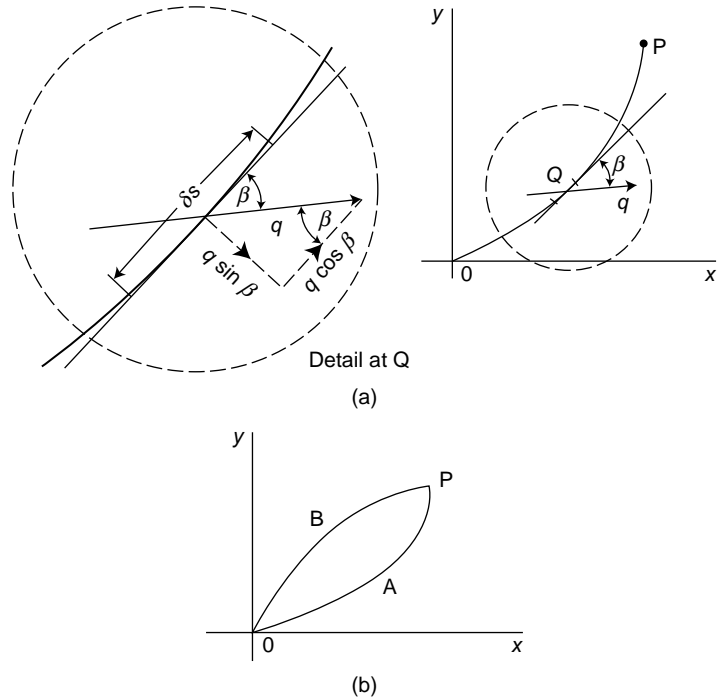 δs
β
q
β
q sin β
q cos β
Detail at Q
y
P
Q
β
q
0
x
(a)
y
P
B
A
0
x
(b)